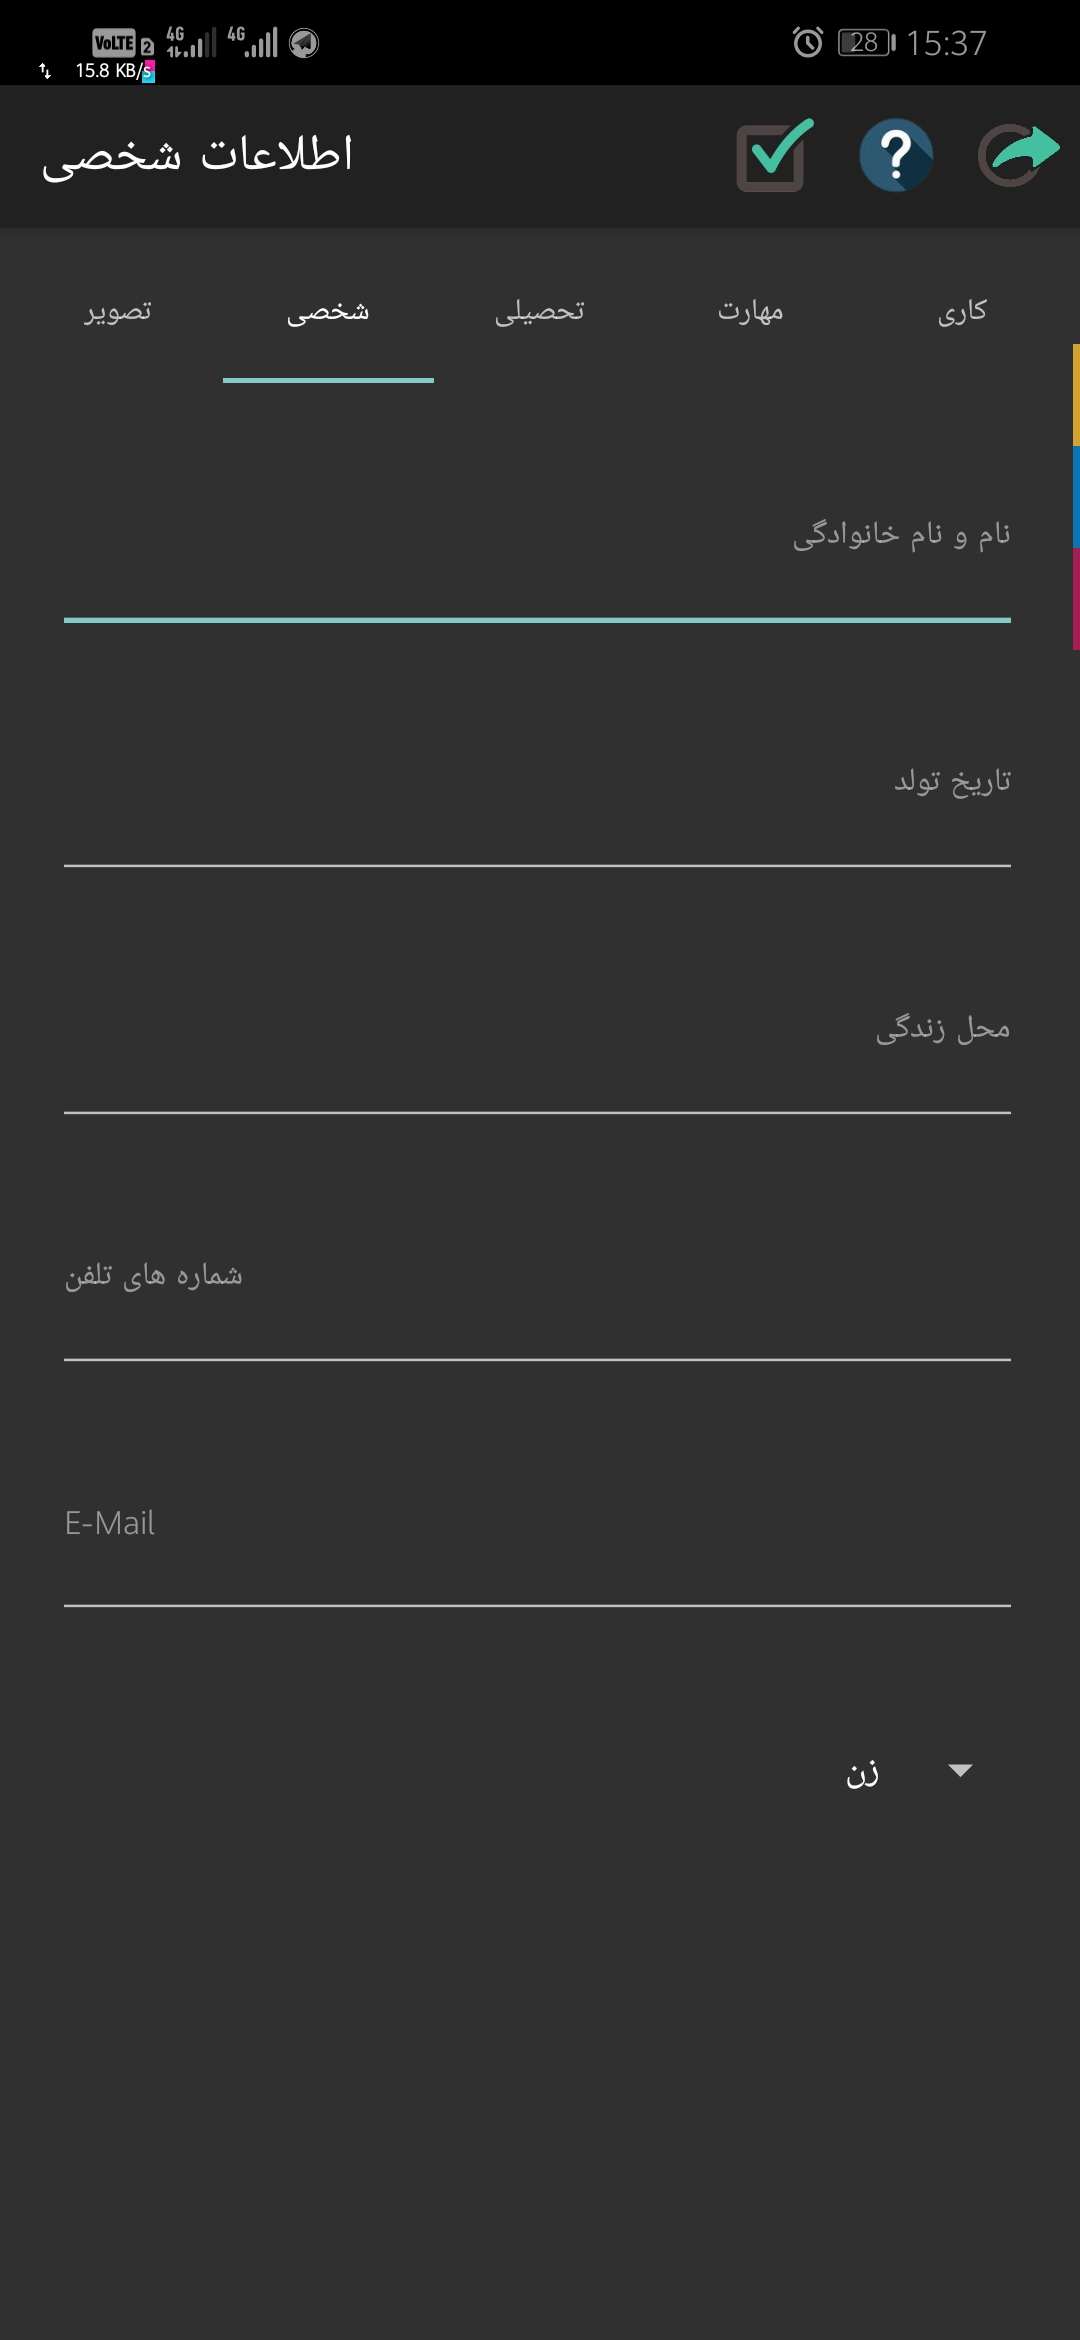 VoLTE 2 4G 4G 28 15:37
15.8 KB/s
اطلاعات شخصی
تصویر شخصی تحصیلی مهارت کاری
نام و نام خانوادگی
تاریخ تولد
محل زندگی
شماره های تلفن
E-Mail
زن